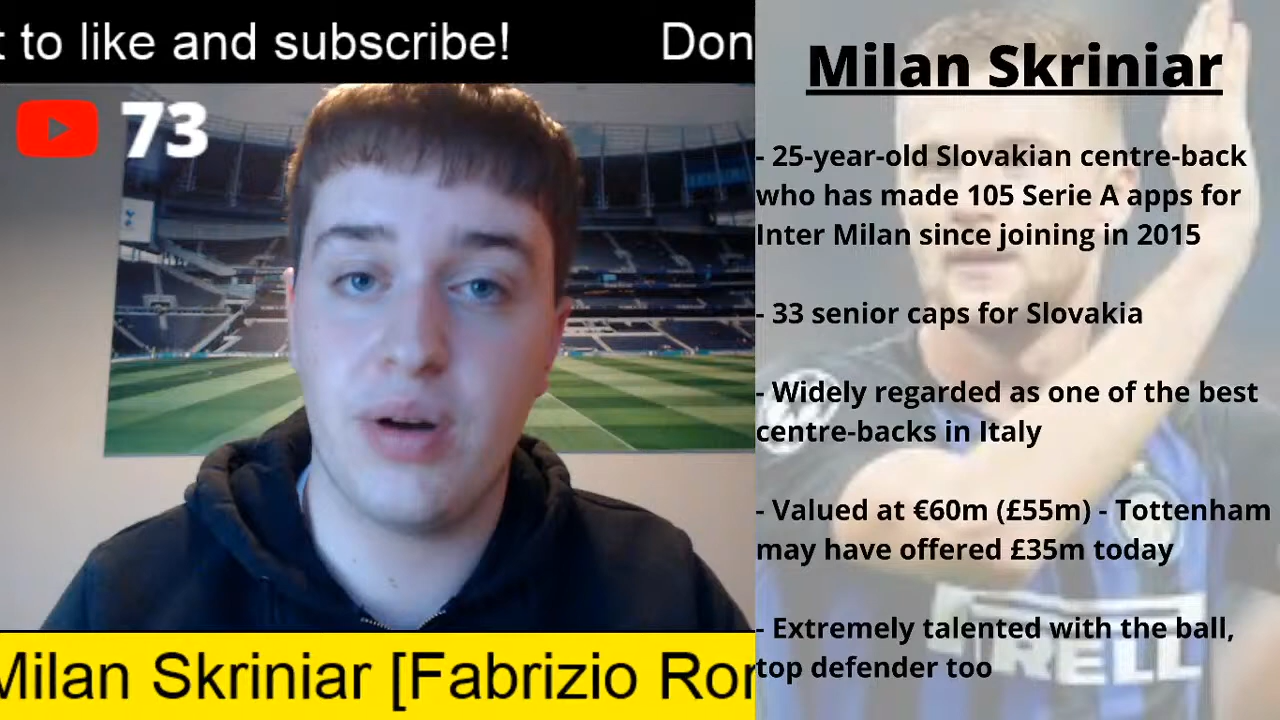 t to like and subscribe!
Don
73
Milan Skriniar [Fabrizio Ror
Milan Skriniar
- 25-year-old Slovakian centre-back
who has made 105 Serie A apps for
Inter Milan since joining in 2015
- 33 senior caps for Slovakia
- Widely regarded as one of the best
centre-backs in Italy
- Valued at €60m (£55m) - Tottenham
may have offered £35m today
- Extremely talented with the ball,
top defender too
IRELLI